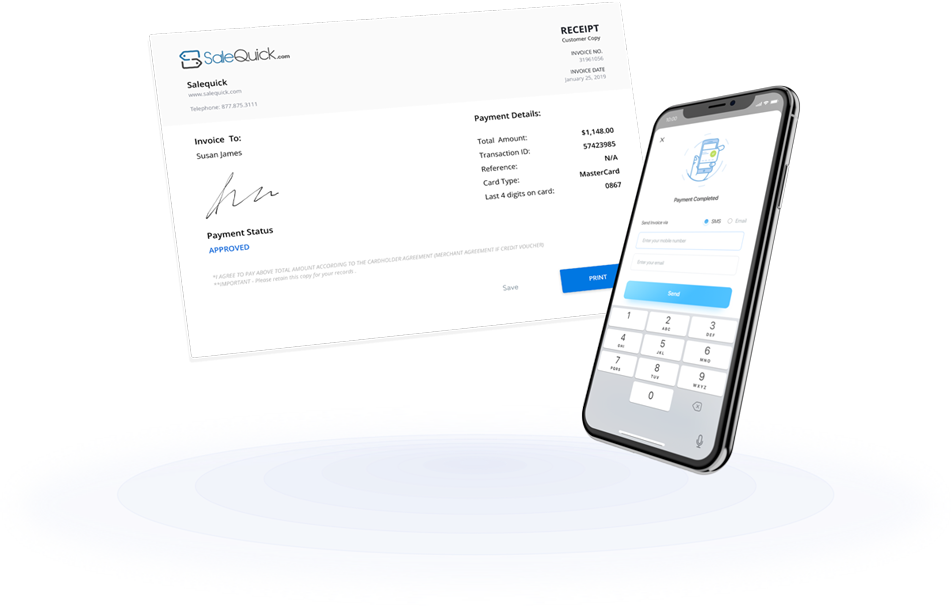 SaleQuick.com
RECEIPT
Customer Copy
INVOICE NO.
31961056
INVOICE DATE
January 25, 2019
Salequick
www.salequick.com
Telephone: 877.875.3111
Invoice To:
Susan James
Payment Details:
Total Amount: $1,148.00
Transaction ID: 57423985
Reference: N/A
Card Type: MasterCard
Last 4 digits on card: 0867
Payment Status
APPROVED
*I AGREE TO PAY ABOVE TOTAL AMOUNT ACCORDING TO THE CARDHOLDER AGREEMENT (MERCHANT AGREEMENT IF CREDIT VOUCHER)
**IMPORTANT - Please retain this copy for your records .
Save
PRINT
Payment Completed
Send Invoice via SMS Email
Enter your mobile number
Enter your email
Send
1 2 3
ABC DEF
4 5 6
GHI JKL MNO
7 8 9
PQRS TUV WXYZ
0